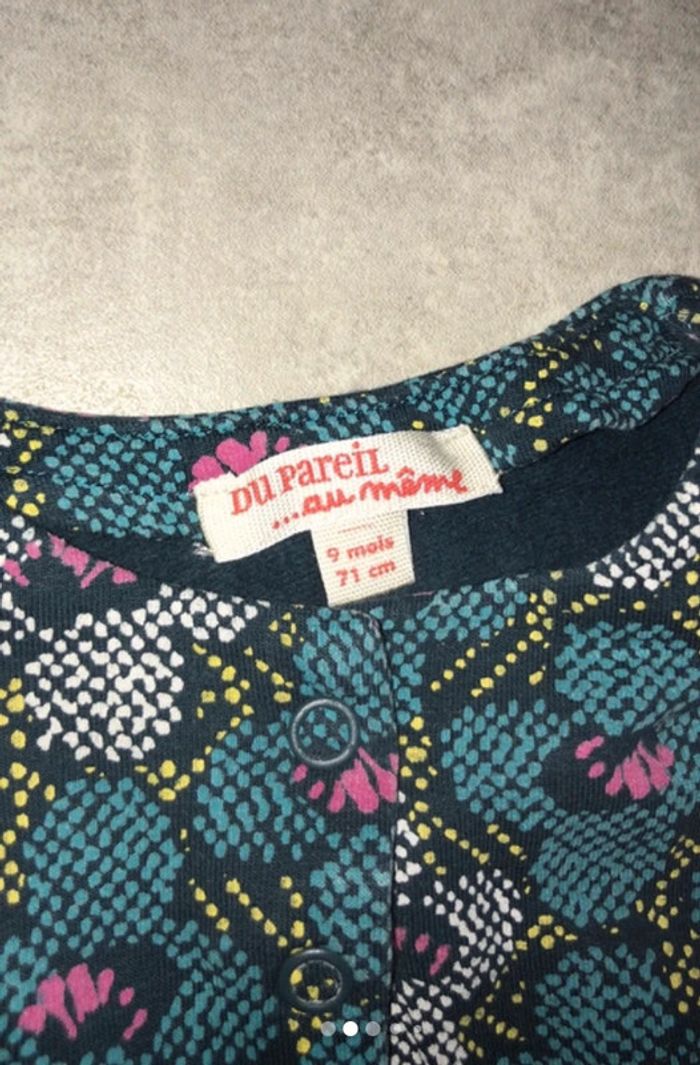 DU PAREIL
...au même
9 mois
71 cm